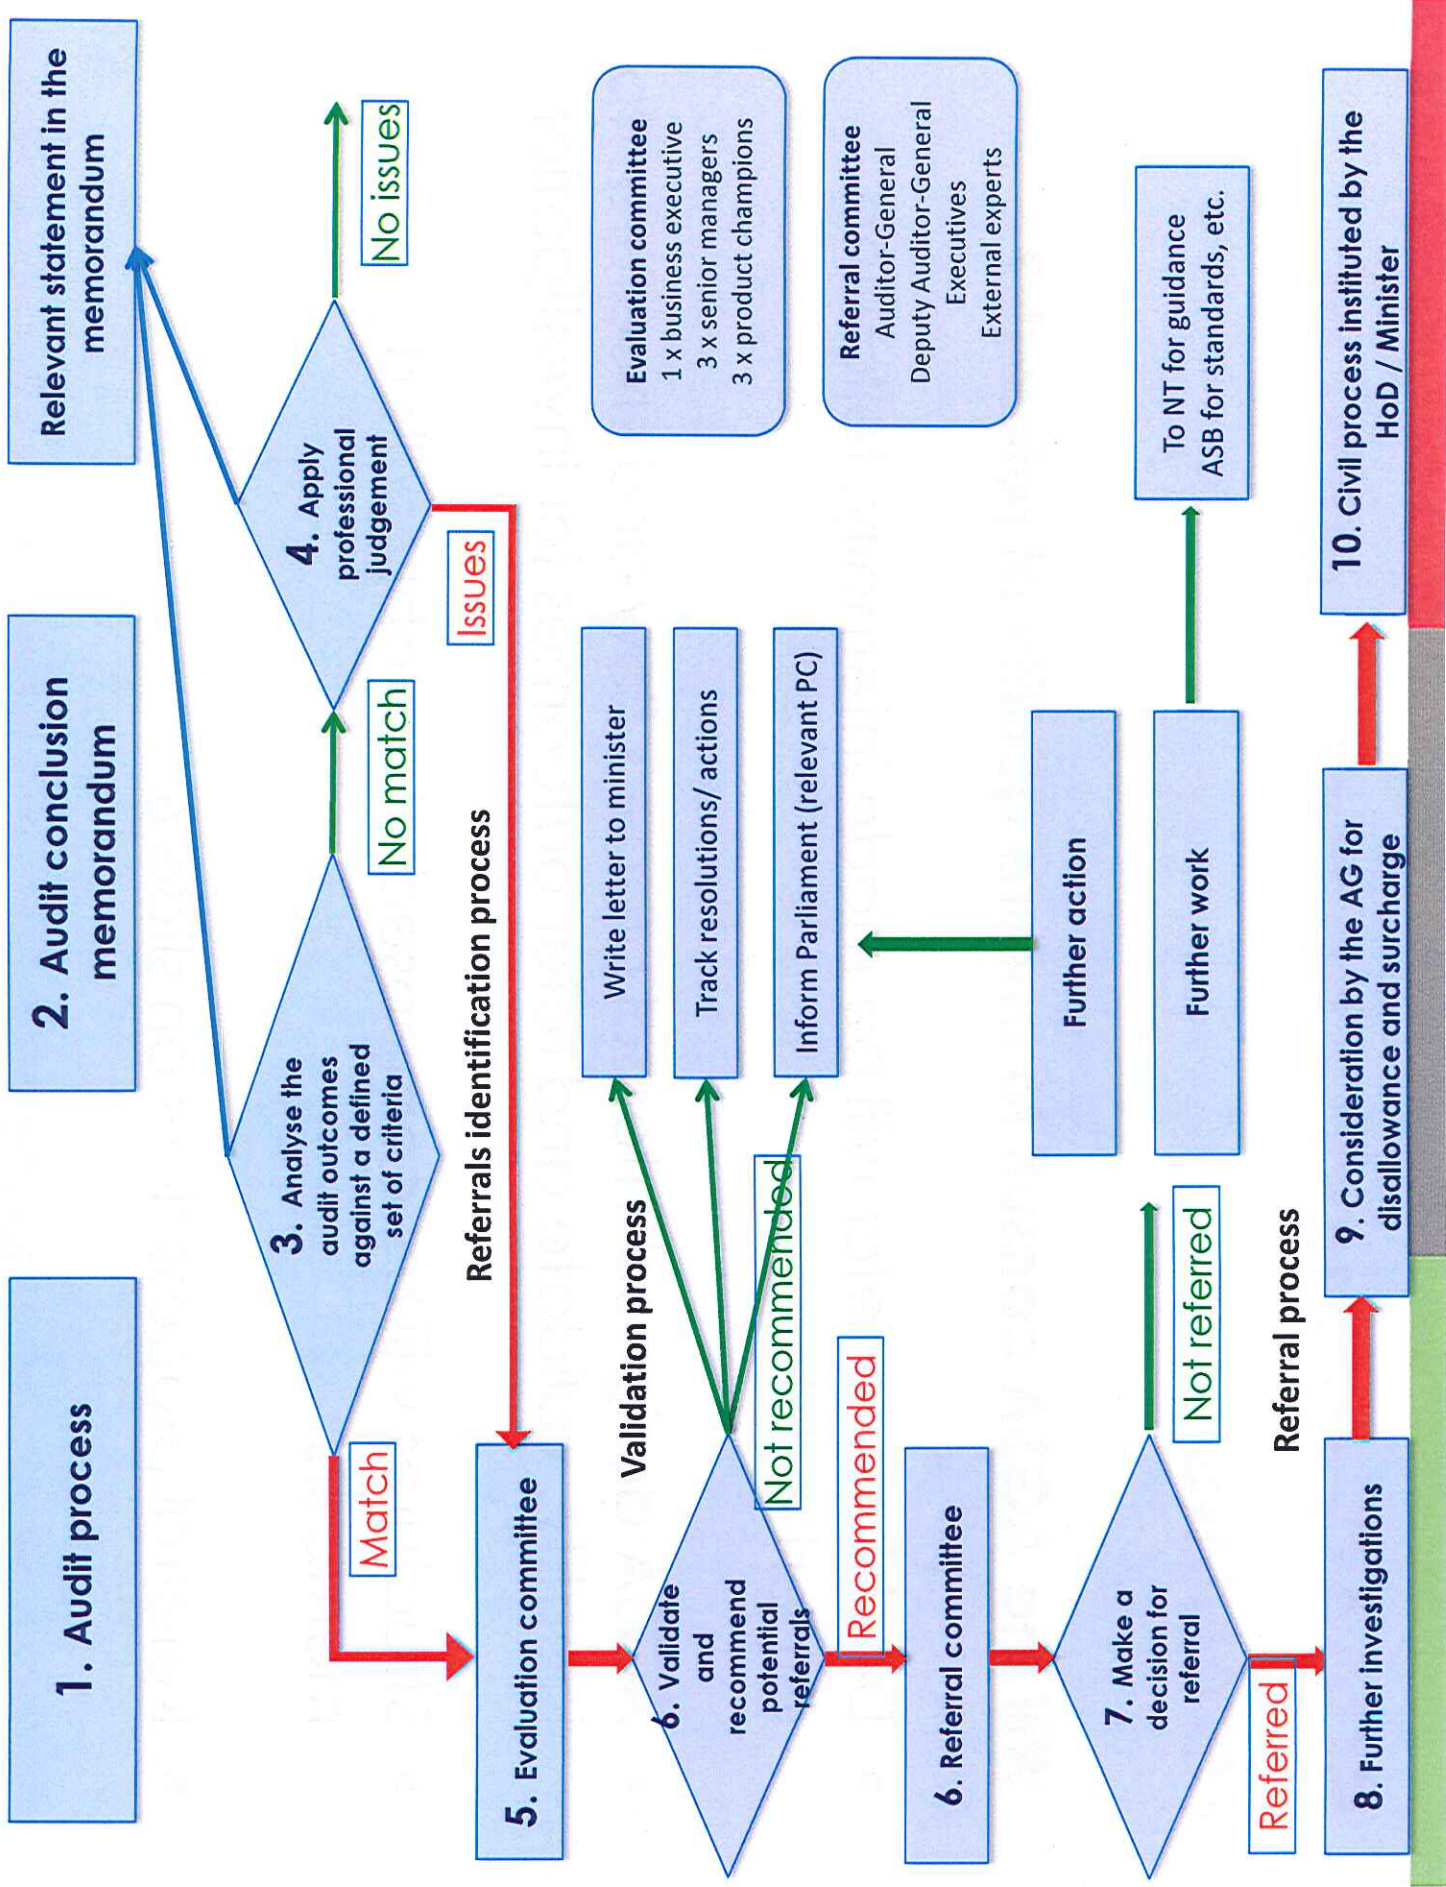 1. Audit process
2. Audit conclusion
memorandum
Relevant statement in the
memorandum
3. Analyse the
audit outcomes
against a defined
set of criteria
Match
No match
4. Apply
professional
judgement
No issues
Issues
Referrals identification process
5. Evaluation committee
Validation process
6. Validate
and
recommend
potential
referrals
Not recommended
Recommended
Write letter to minister
Track resolutions/ actions
Inform Parliament (relevant PC)
Evaluation committee
1 x business executive
3 x senior managers
3 x product champions
Referral committee
Auditor-General
Deputy Auditor-General
Executives
External experts
6. Referral committee
7. Make a
decision for
referral
Not referred
Referred
Further action
Further work
To NT for guidance
ASB for standards, etc.
Referral process
8. Further investigations
9. Consideration by the AG for
disallowance and surcharge
10. Civil process instituted by the
HoD / Minister